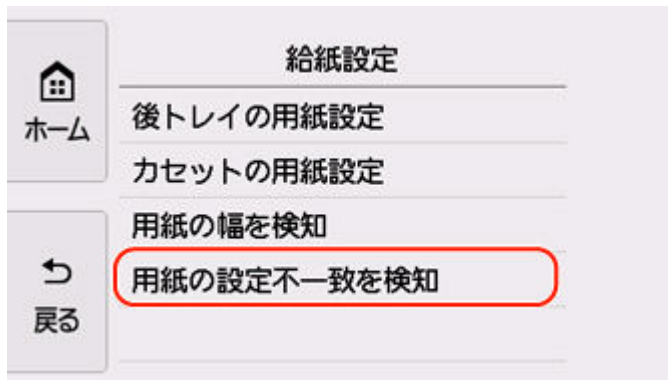 給紙設定
ホーム
後トレイの用紙設定
カセットの用紙設定
用紙の幅を検知
用紙の設定不一致を検知
戻る